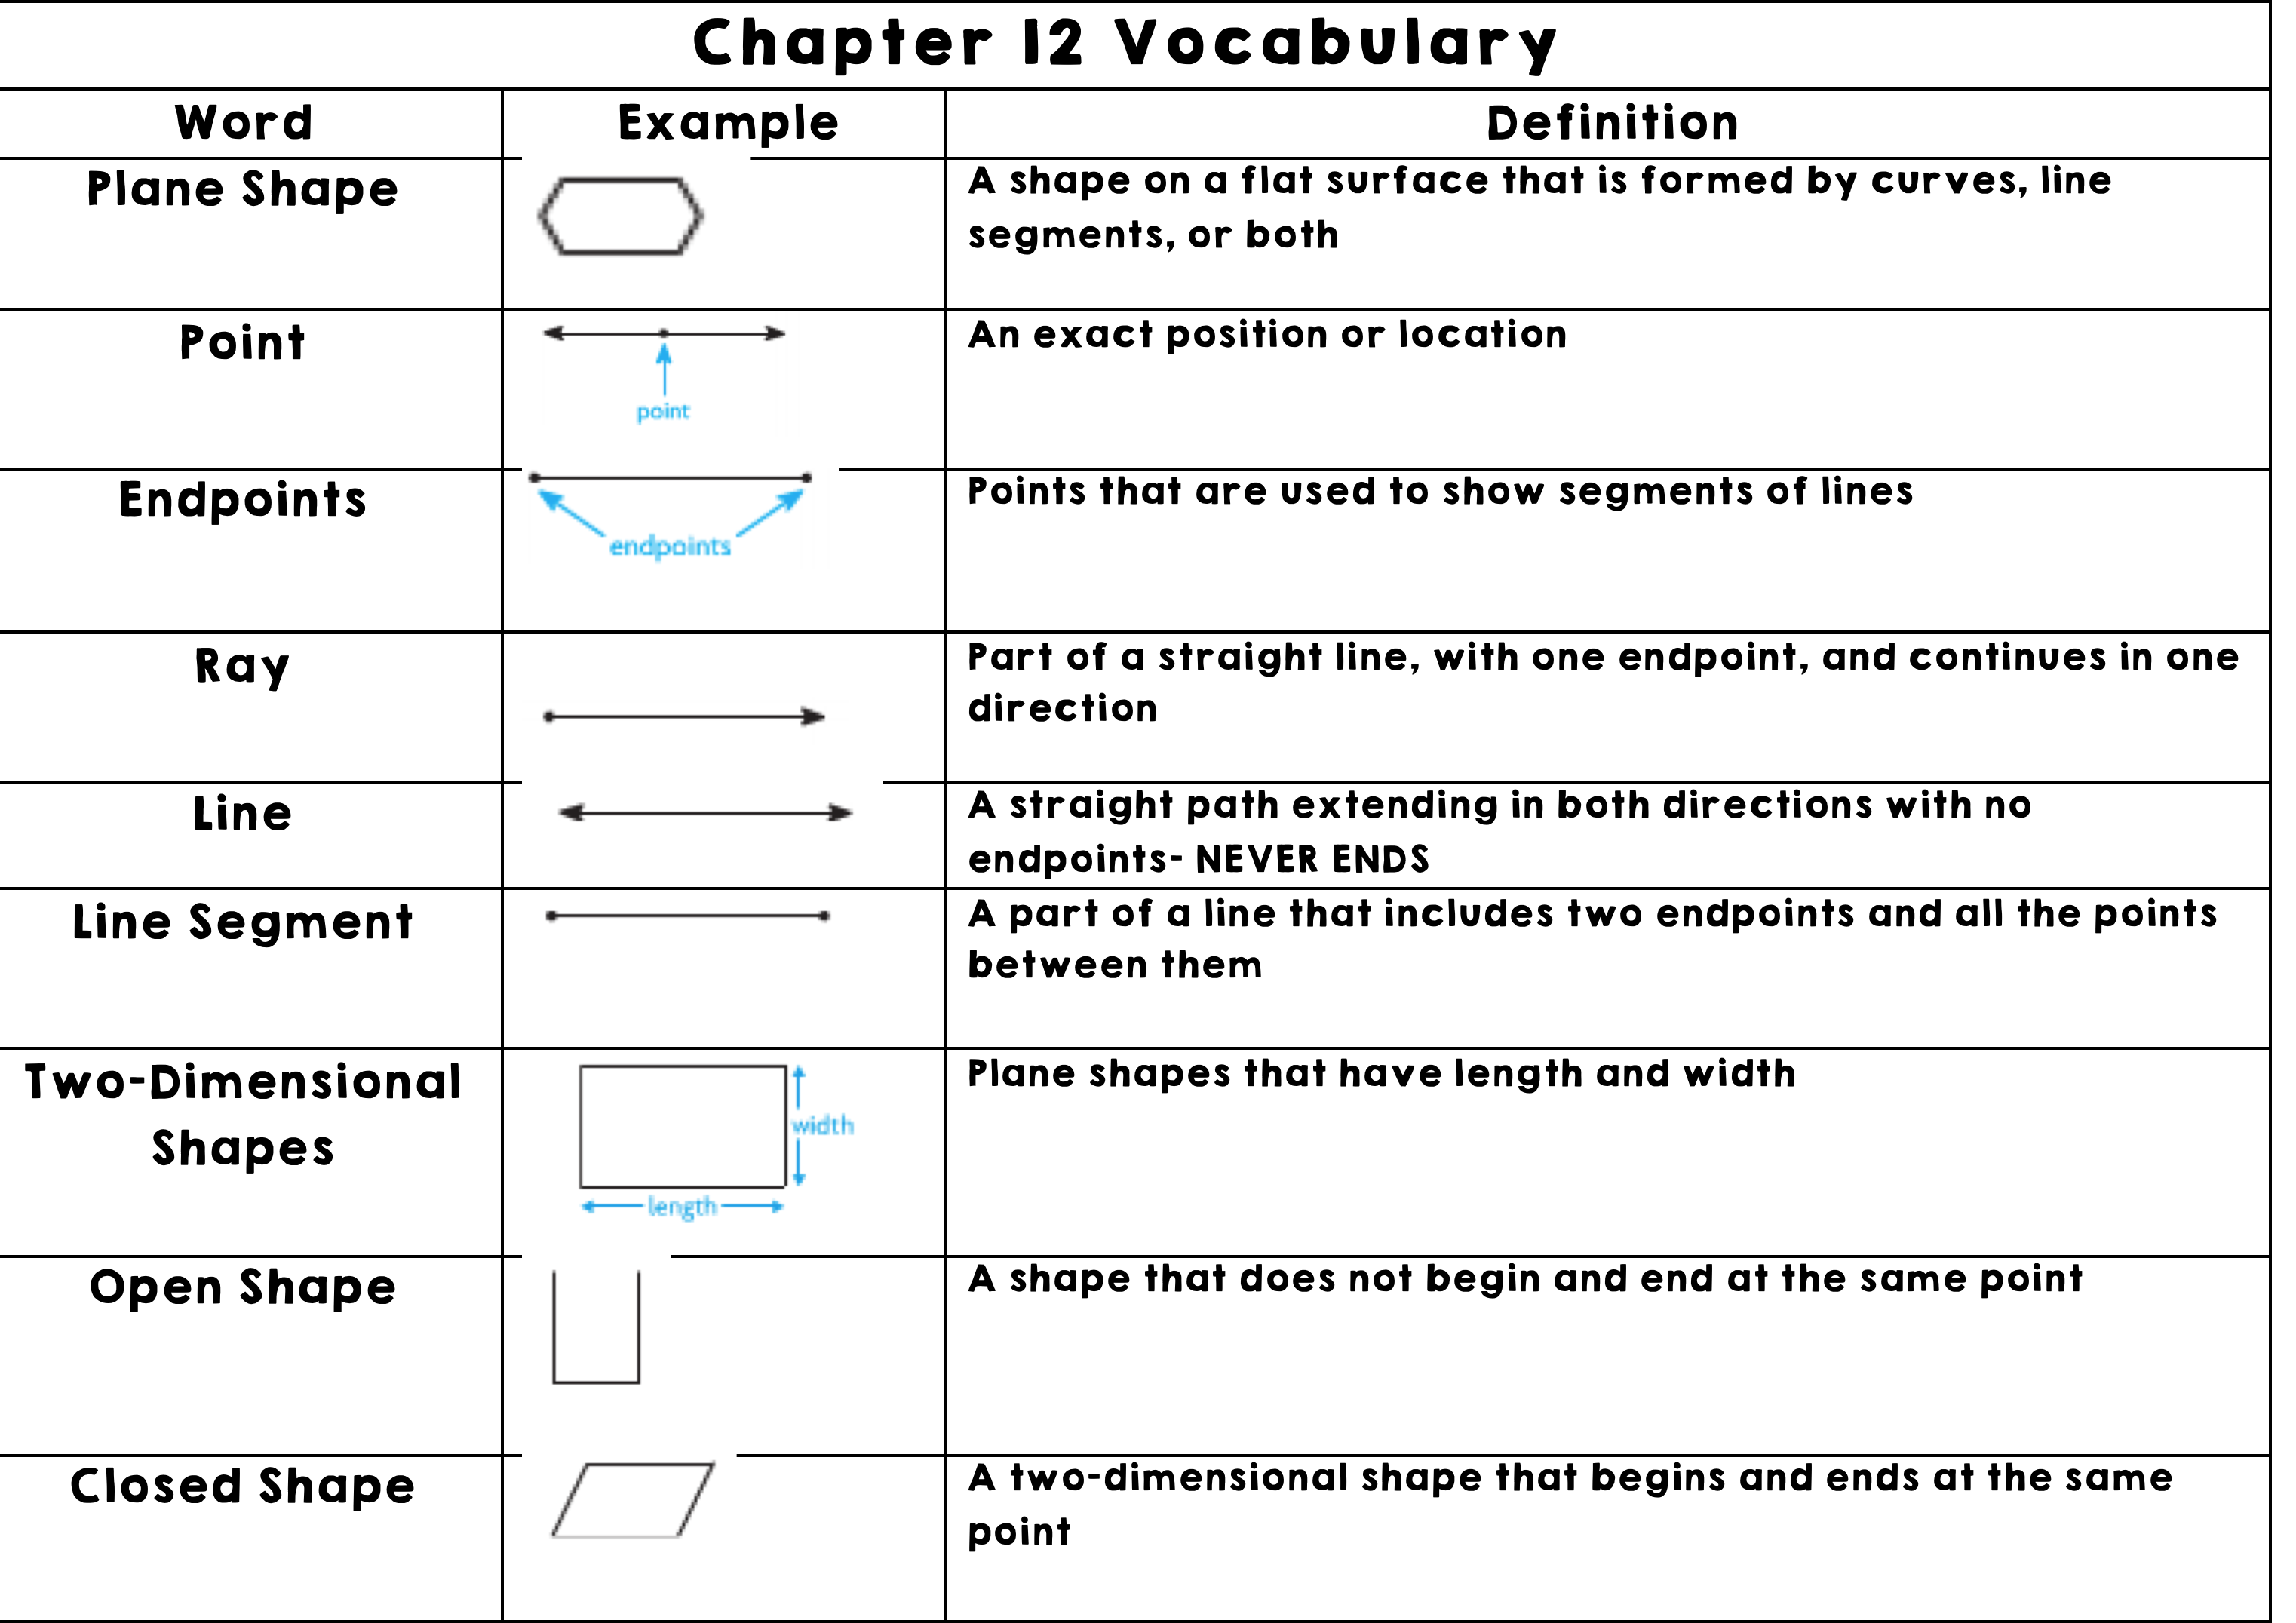 Chapter 12 Vocabulary
Word Example Definition
Plane Shape
A shape on a flat surface that is formed by curves, line
segments, or both
Point
point
An exact position or location
Endpoints
endpoints
Points that are used to show segments of lines
Ray
Part of a straight line, with one endpoint, and continues in one
direction
Line
A straight path extending in both directions with no
endpoints- NEVER ENDS
Line Segment
A part of a line that includes two endpoints and all the points
between them
Two-Dimensional
Shapes
width
length
Plane shapes that have length and width
Open Shape
A shape that does not begin and end at the same point
Closed Shape
A two-dimensional shape that begins and ends at the same
point